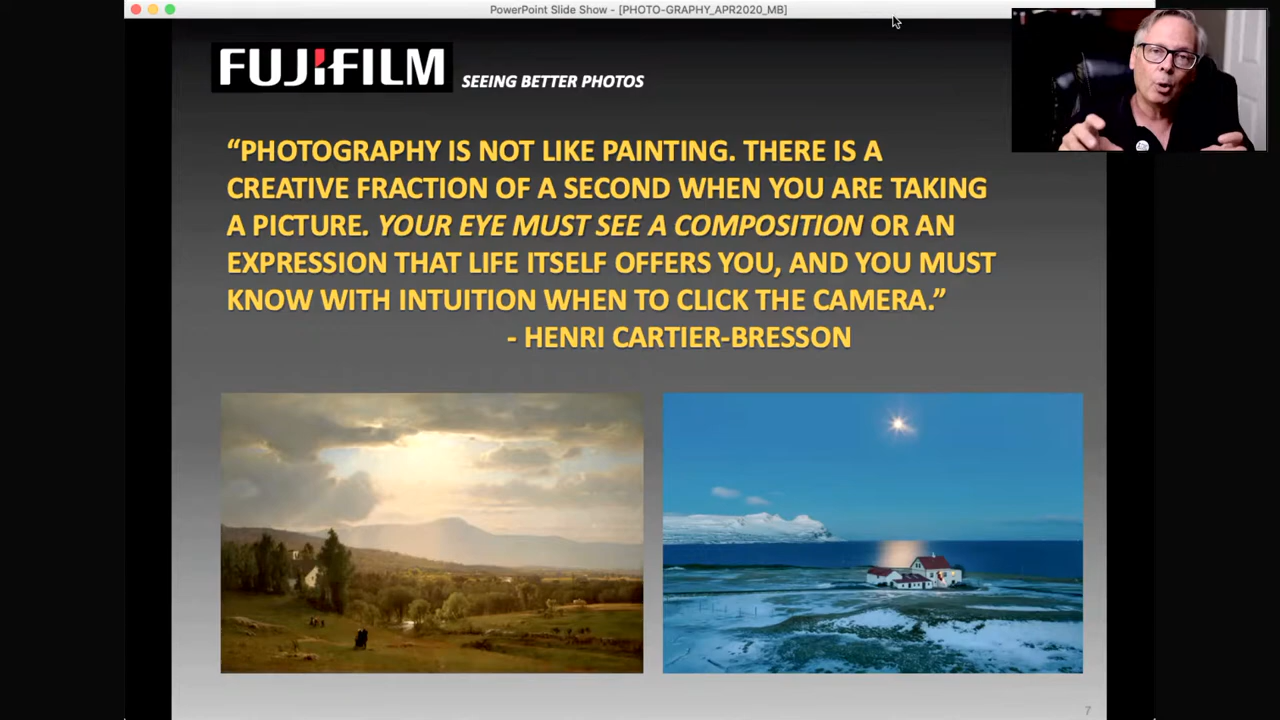 PowerPoint Slide Show - [PHOTO-GRAPHY_APR2020_MB]
FUJIFILM SEEING BETTER PHOTOS
“PHOTOGRAPHY IS NOT LIKE PAINTING. THERE IS A
CREATIVE FRACTION OF A SECOND WHEN YOU ARE TAKING
A PICTURE. YOUR EYE MUST SEE A COMPOSITION OR AN
EXPRESSION THAT LIFE ITSELF OFFERS YOU, AND YOU MUST
KNOW WITH INTUITION WHEN TO CLICK THE CAMERA.”
- HENRI CARTIER-BRESSON
7